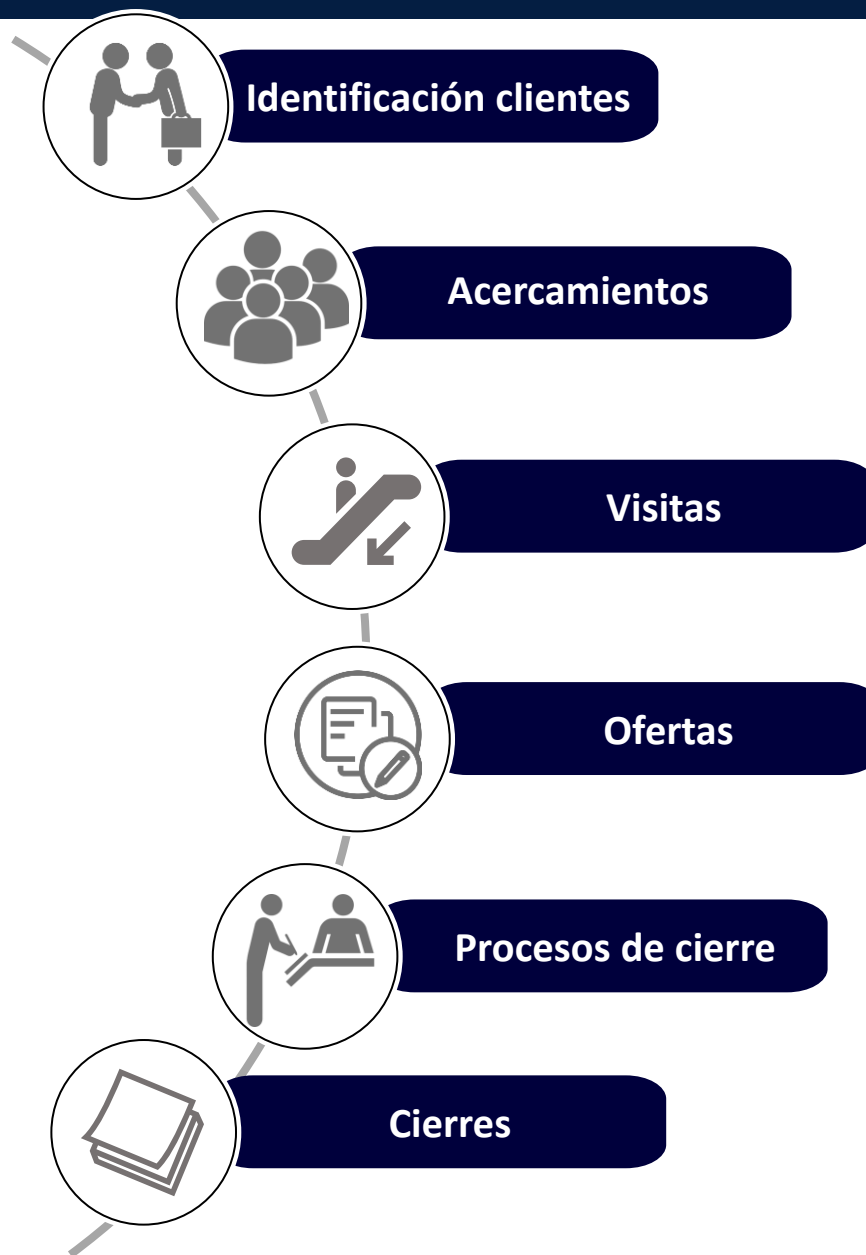 Identificación clientes
Acercamientos
Visitas
Ofertas
Procesos de cierre
Cierres